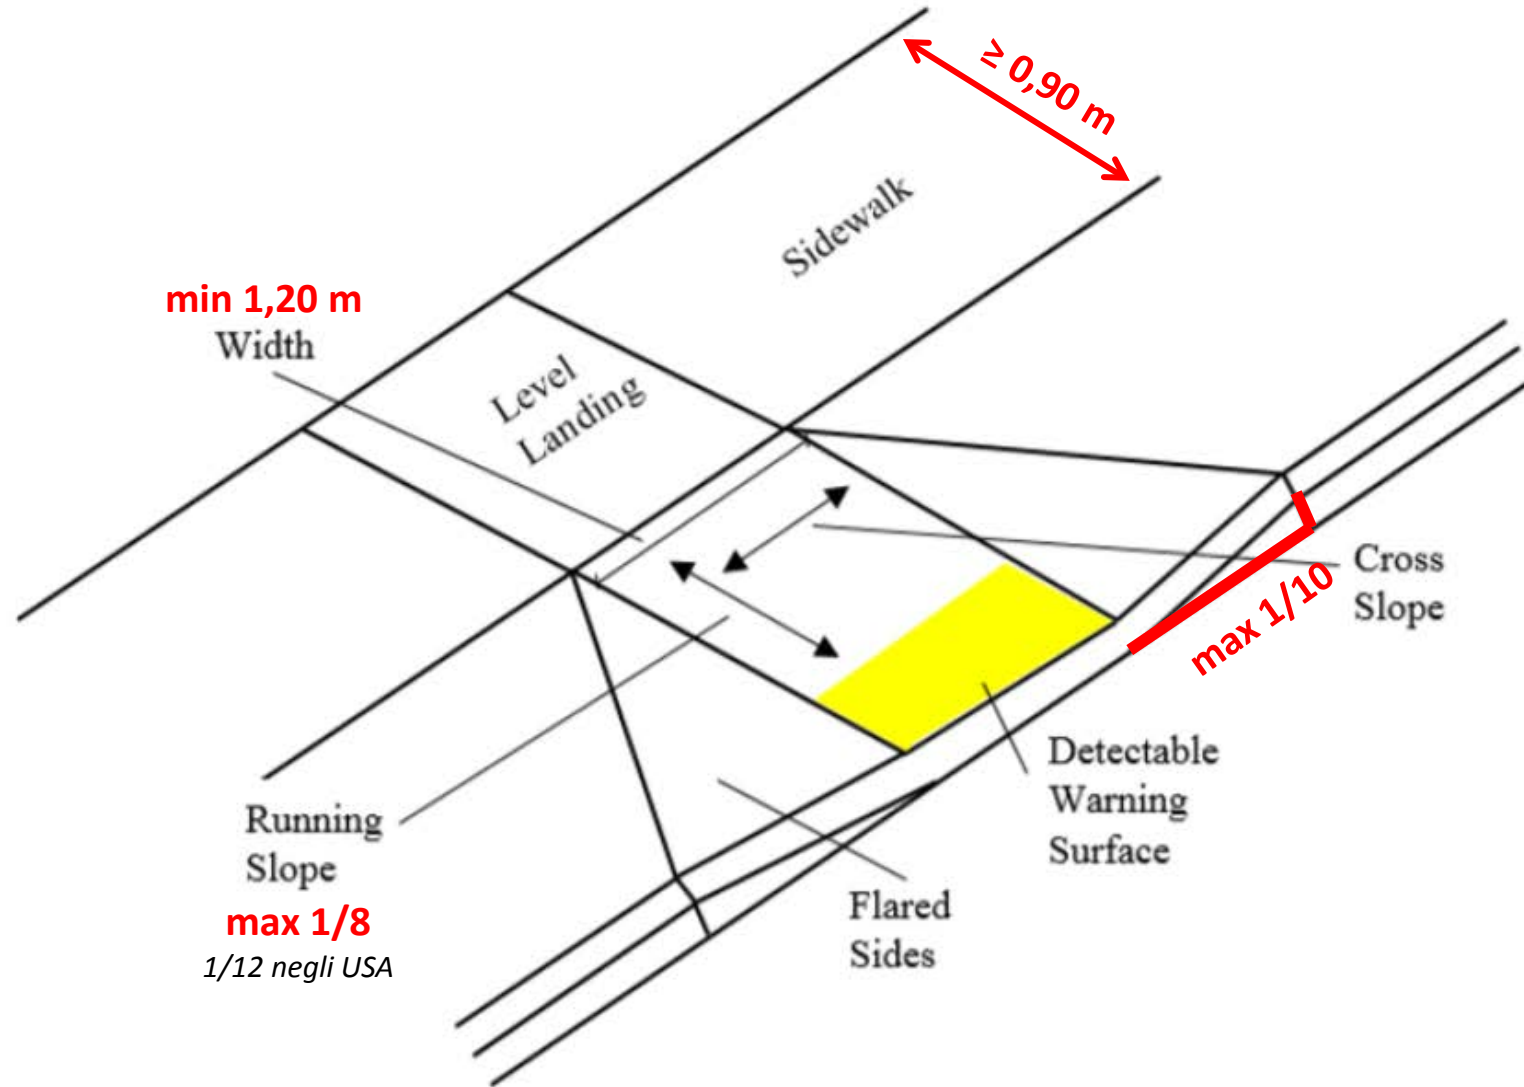 ≥ 0,90 m
Sidewalk
min 1,20 m
Width
Level
Landing
Cross
Slope
max 1/10
Detectable
Warning
Surface
Running
Slope
max 1/8
1/12 negli USA
Flared
Sides